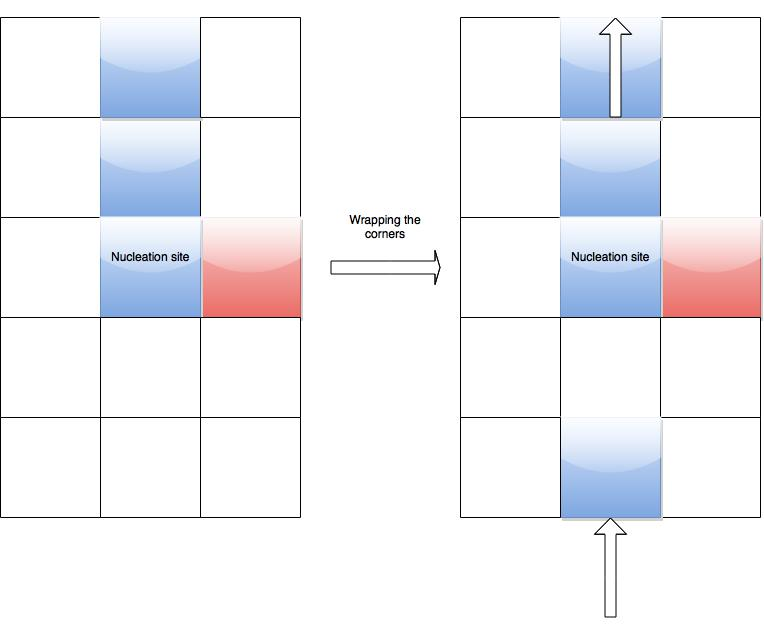 Wrapping the
corners
Nucleation site
Nucleation site